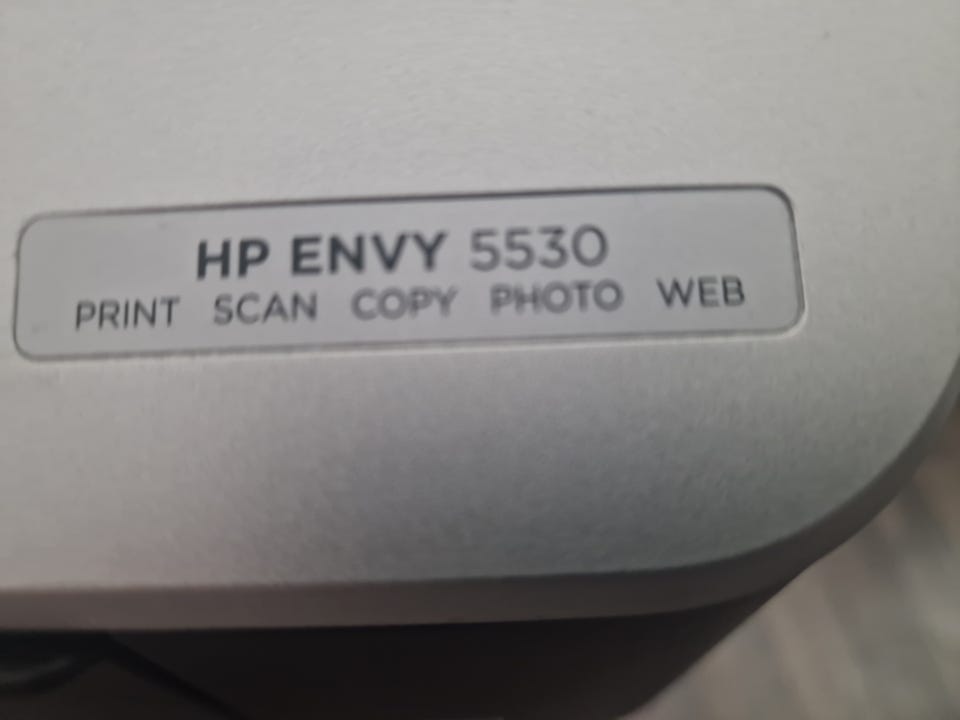 HP ENVY 5530
PRINT SCAN COPY PHOTO WEB